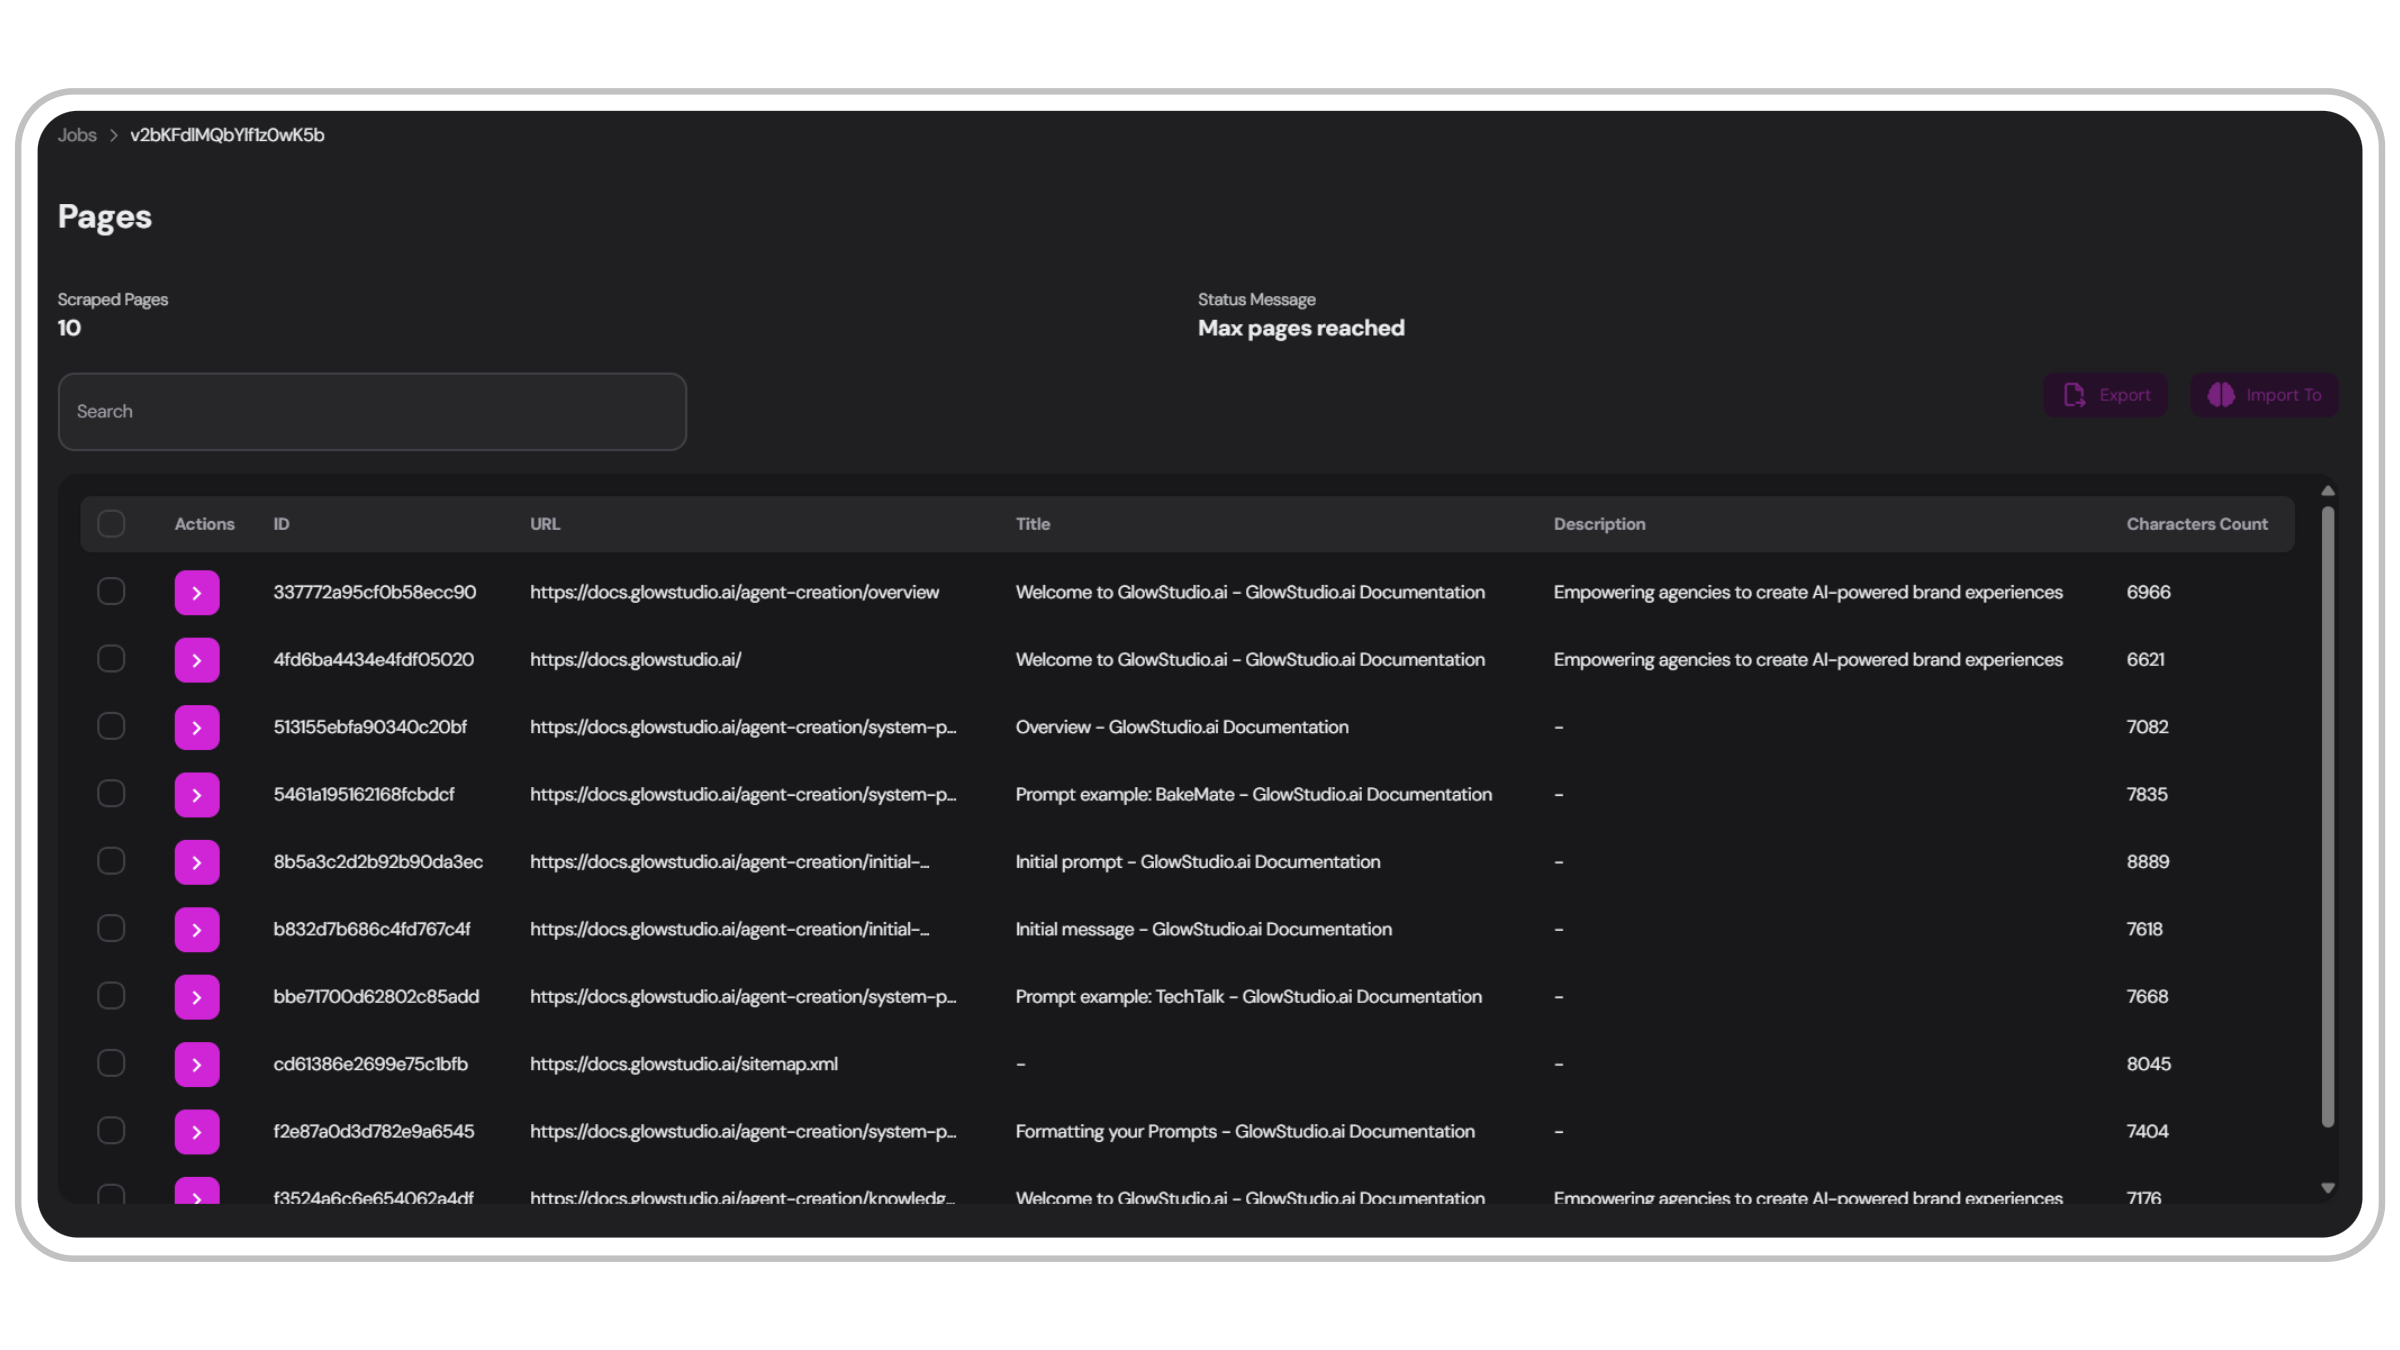 Jobs > v2bKFdlMQbYlf1z0wK5b
Pages
Scraped Pages
10
Status Message
Max pages reached
Search
Export
Import To
Actions ID URL Title Description Characters Count
337772a95cf0b58ecc90 https://docs.glowstudio.ai/agent-creation/overview Welcome to GlowStudio.ai - GlowStudio.ai Documentation Empowering agencies to create AI-powered brand experiences 6966
4fd6ba4434e4fdf05020 https://docs.glowstudio.ai/ Welcome to GlowStudio.ai - GlowStudio.ai Documentation Empowering agencies to create AI-powered brand experiences 6621
513155ebfa90340c20bf https://docs.glowstudio.ai/agent-creation/system-p... Overview - GlowStudio.ai Documentation - 7082
5461a195162168fcbdcf https://docs.glowstudio.ai/agent-creation/system-p... Prompt example: BakeMate - GlowStudio.ai Documentation - 7835
8b5a3c2d2b92b90da3ec https://docs.glowstudio.ai/agent-creation/initial-... Initial prompt - GlowStudio.ai Documentation - 8889
b832d7b686c4fd767c4f https://docs.glowstudio.ai/agent-creation/initial-... Initial message - GlowStudio.ai Documentation - 7618
bbe71700d62802c85add https://docs.glowstudio.ai/agent-creation/system-p... Prompt example: TechTalk - GlowStudio.ai Documentation - 7668
cd61386e2699e75c1bfb https://docs.glowstudio.ai/sitemap.xml - - 8045
f2e87a0d3d782e9a6545 https://docs.glowstudio.ai/agent-creation/system-p... Formatting your Prompts - GlowStudio.ai Documentation - 7404
f3524a6c6e654062a4df https://docs.glowstudio.ai/agent-creation/knowledg... Welcome to GlowStudio.ai - GlowStudio.ai Documentation Empowering agencies to create AI-powered brand experiences 7176